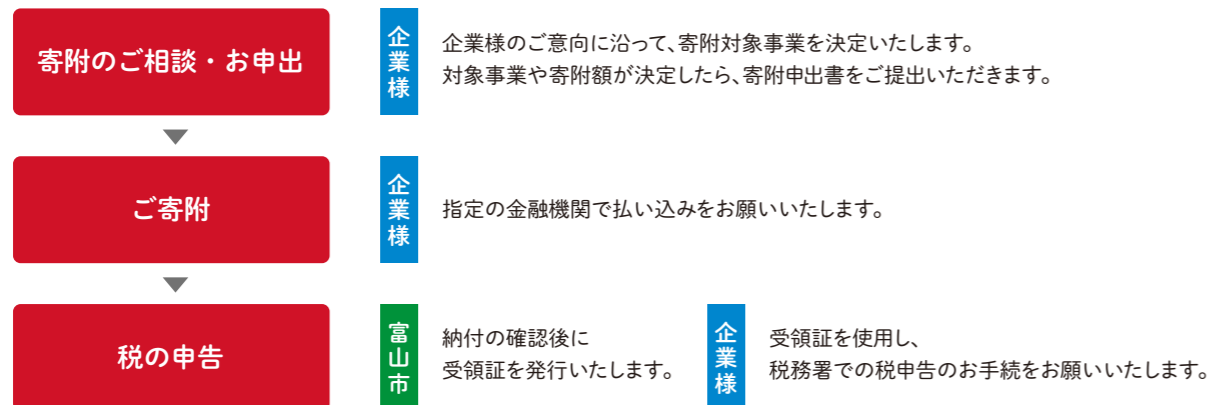 寄附のご相談・お申出
企業様
企業様のご意向に沿って、寄附対象事業を決定いたします。
対象事業や寄附額が決定したら、寄附申出書をご提出いただきます。
ご寄附
企業様
指定の金融機関で払い込みをお願いいたします。
税の申告
富山市
納付の確認後に
受領証を発行いたします。
企業様
受領証を使用し、
税務署での税申告のお手続をお願いいたします。